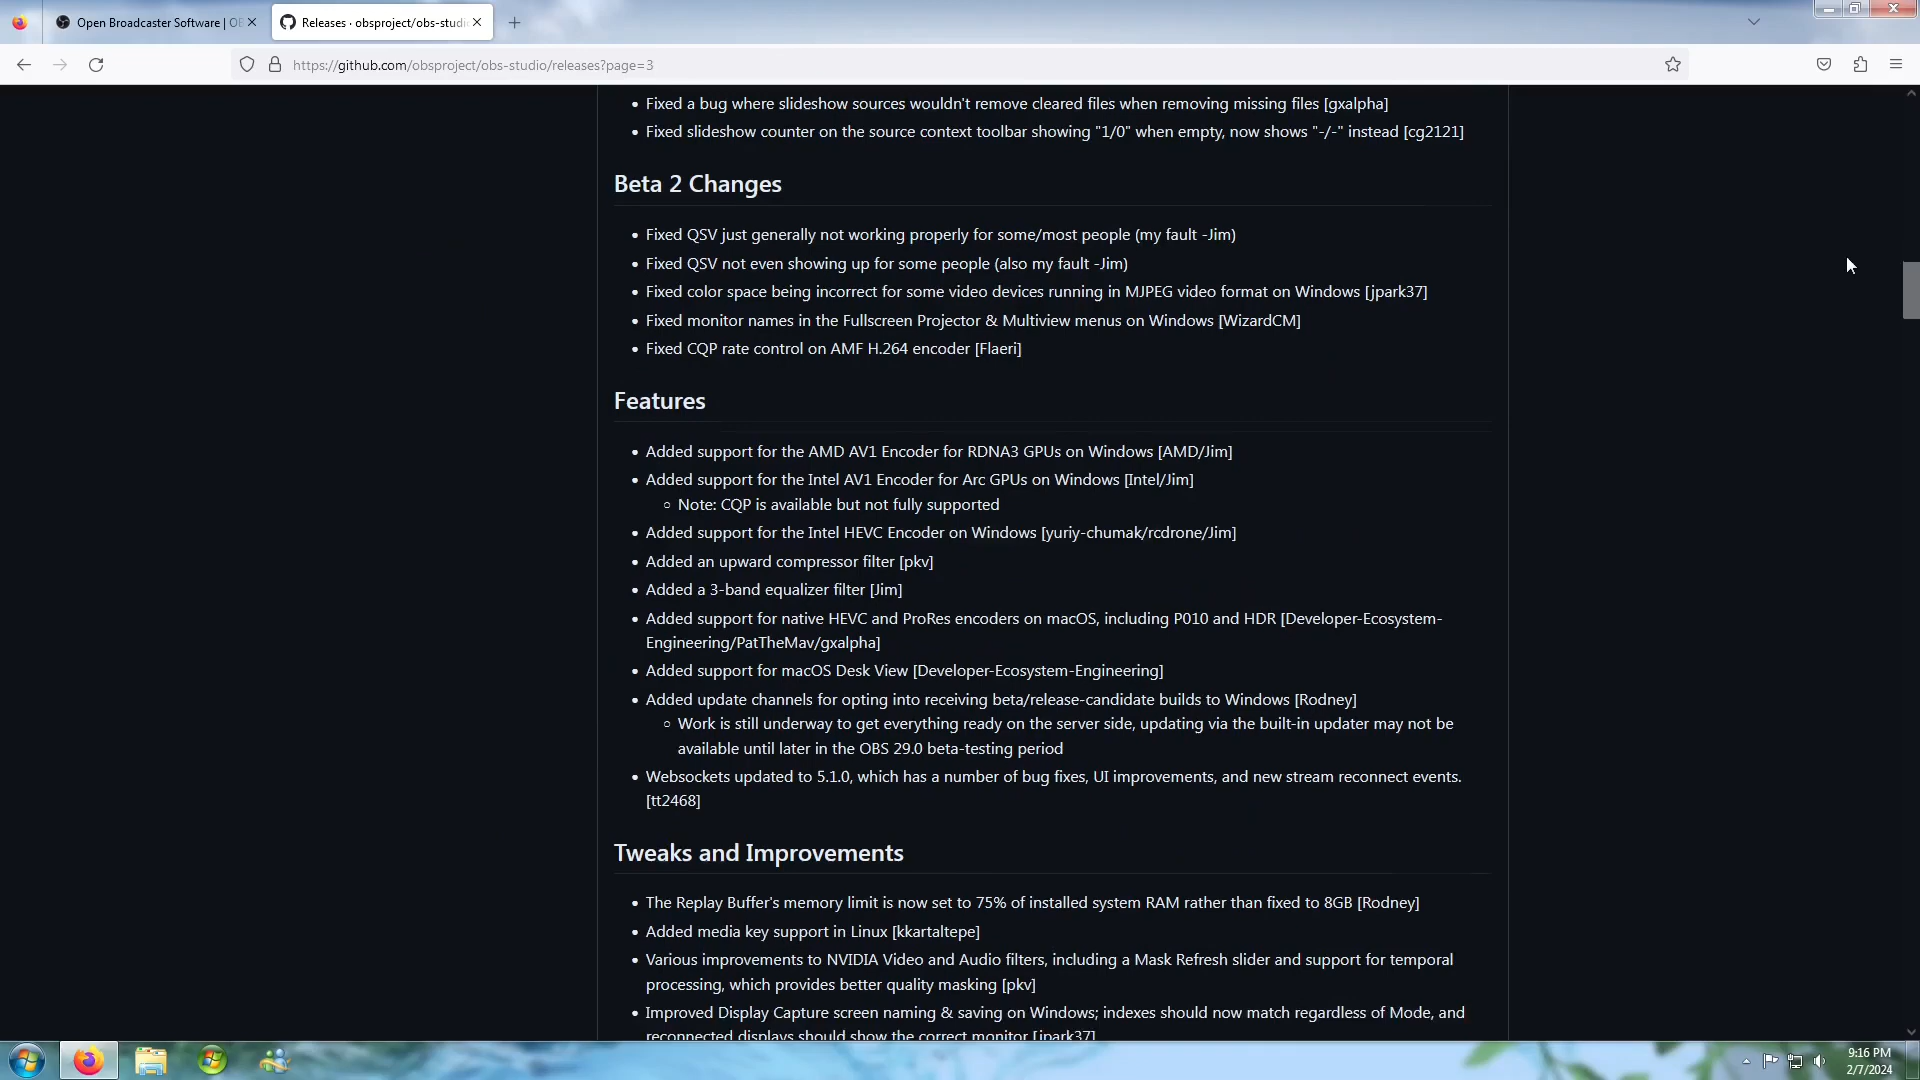 Open Broadcaster Software | OB
Releases · obsproject/obs-studi
https://github.com/obsproject/obs-studio/releases?page=3
Fixed a bug where slideshow sources wouldn't remove cleared files when removing missing files [gxalpha]
Fixed slideshow counter on the source context toolbar showing "1/0" when empty, now shows "-/-" instead [cg2121]
Beta 2 Changes
Fixed QSV just generally not working properly for some/most people (my fault -Jim)
Fixed QSV not even showing up for some people (also my fault -Jim)
Fixed color space being incorrect for some video devices running in MJPEG video format on Windows [jpark37]
Fixed monitor names in the Fullscreen Projector & Multiview menus on Windows [WizardCM]
Fixed CQP rate control on AMF H.264 encoder [Flaeri]
Features
Added support for the AMD AV1 Encoder for RDNA3 GPUs on Windows [AMD/Jim]
Added support for the Intel AV1 Encoder for Arc GPUs on Windows [Intel/Jim]
Note: CQP is available but not fully supported
Added support for the Intel HEVC Encoder on Windows [yuriy-chumak/rcdrone/Jim]
Added an upward compressor filter [pkv]
Added a 3-band equalizer filter [Jim]
Added support for native HEVC and ProRes encoders on macOS, including P010 and HDR [Developer-Ecosystem-
Engineering/PatTheMav/gxalpha]
Added support for macOS Desk View [Developer-Ecosystem-Engineering]
Added update channels for opting into receiving beta/release-candidate builds to Windows [Rodney]
Work is still underway to get everything ready on the server side, updating via the built-in updater may not be
available until later in the OBS 29.0 beta-testing period
Websockets updated to 5.1.0, which has a number of bug fixes, UI improvements, and new stream reconnect events.
[tt2468]
Tweaks and Improvements
The Replay Buffer's memory limit is now set to 75% of installed system RAM rather than fixed to 8GB [Rodney]
Added media key support in Linux [kkartaltepe]
Various improvements to NVIDIA Video and Audio filters, including a Mask Refresh slider and support for temporal
processing, which provides better quality masking [pkv]
Improved Display Capture screen naming & saving on Windows; indexes should now match regardless of Mode, and
reconnected displays should show the correct monitor [jpark37]
9:16 PM
2/7/2024